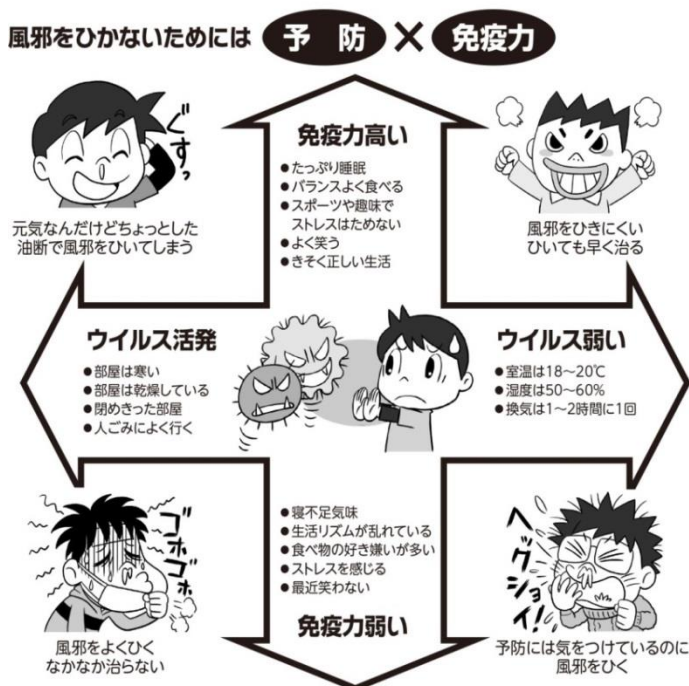 風邪をひかないためには 予防 × 免疫力
ぐすっ
元気なんだけどちょっとした
油断で風邪をひいてしまう
免疫力高い
●たっぷり睡眠
●バランスよく食べる
●スポーツや趣味で
ストレスはためない
●よく笑う
●きそく正しい生活
風邪をひきにくい
ひいても早く治る
ウイルス活発
●部屋は寒い
●部屋は乾燥している
●閉めきった部屋
●人ごみによく行く
ウイルス弱い
●室温は18〜20℃
●湿度は50〜60%
●換気は1〜2時間に1回
ゴホゴホ
風邪をよくひく
なかなか治らない
●寝不足気味
●生活リズムが乱れている
●食べ物の好き嫌いが多い
●ストレスを感じる
●最近笑わない
免疫力弱い
ヘッグショイ!
予防には気をつけているのに
風邪をひく